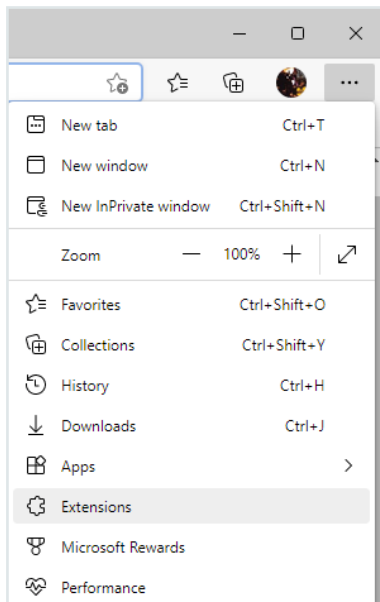 New tab Ctrl+T
New window Ctrl+N
New InPrivate window Ctrl+Shift+N
Zoom 100%
Favorites Ctrl+Shift+O
Collections Ctrl+Shift+Y
History Ctrl+H
Downloads Ctrl+J
Apps
Extensions
Microsoft Rewards
Performance